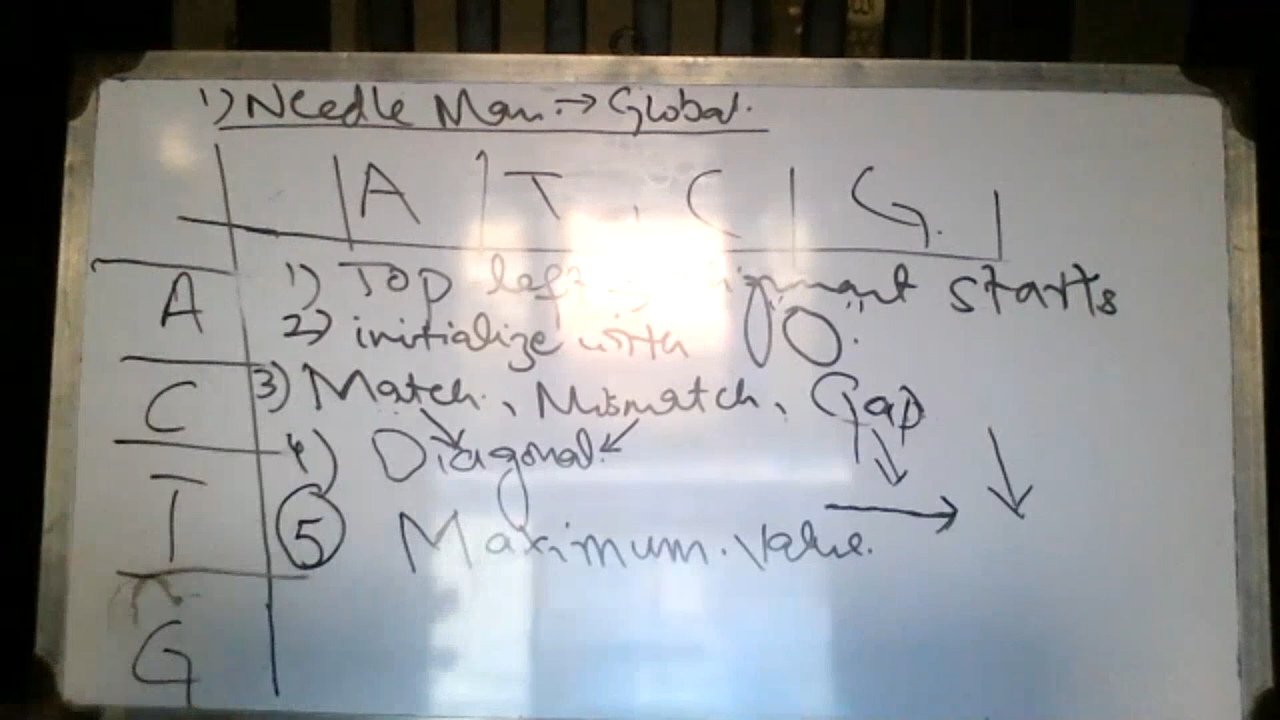 1) Needle Man. → Global.
A T C G.
A 1) Top left starts
2) initialize with 0.
C 3) Match, Mismatch, Gap
4) Diagonal.
T 5 Maximum. Value.
G